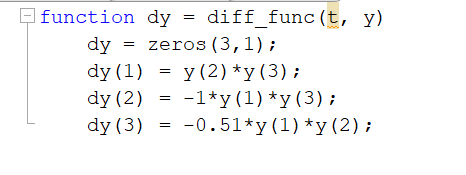 function dy = diff_func(t, y)
dy = zeros(3,1);
dy(1) = y(2)*y(3);
dy(2) = -1*y(1)*y(3);
dy(3) = -0.51*y(1)*y(2);